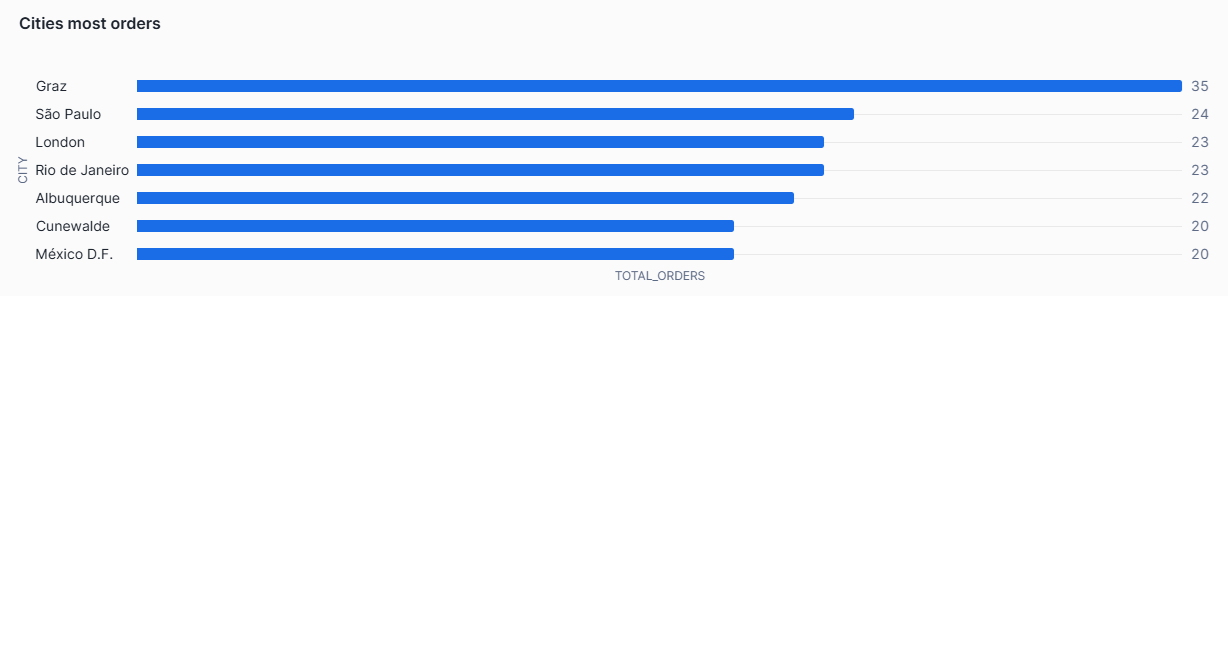 Cities most orders
CITY
Graz 35
São Paulo 24
London 23
Rio de Janeiro 23
Albuquerque 22
Cunewalde 20
México D.F. 20
TOTAL_ORDERS